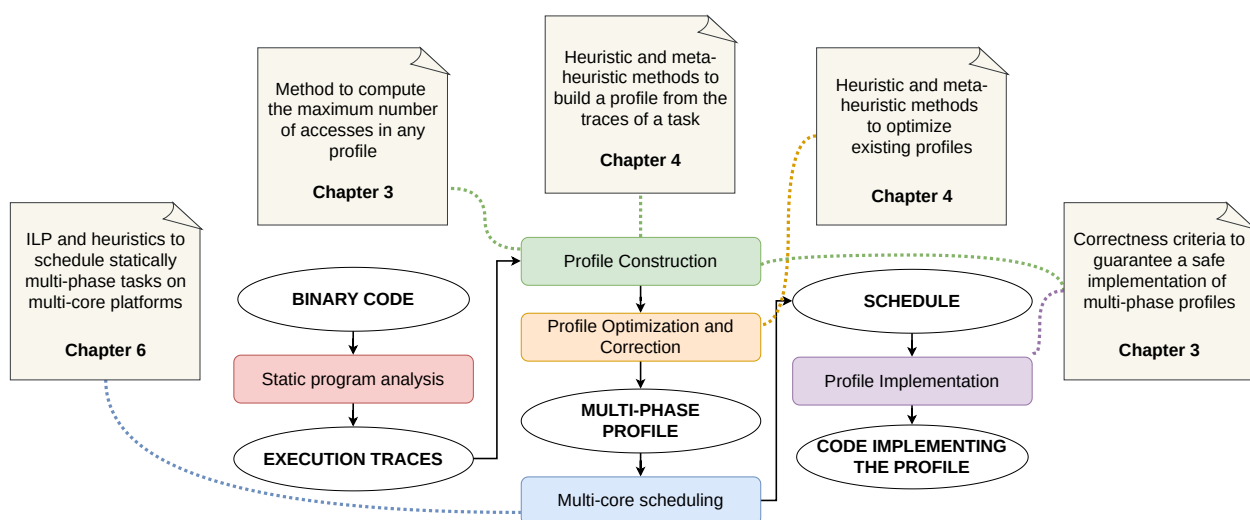 Heuristic and meta-
heuristic methods to
build a profile from the
traces of a task
Chapter 4
Method to compute
the maximum number
of accesses in any
profile
Chapter 3
Heuristic and meta-
heuristic methods
to optimize
existing profiles
Chapter 4
ILP and heuristics to
schedule statically
multi-phase tasks on
multi-core platforms
Chapter 6
Correctness criteria to
guarantee a safe
implementation of
multi-phase profiles
Chapter 3
BINARY CODE
Static program analysis
EXECUTION TRACES
Profile Construction
Profile Optimization and
Correction
MULTI-PHASE
PROFILE
Multi-core scheduling
SCHEDULE
Profile Implementation
CODE IMPLEMENTING
THE PROFILE